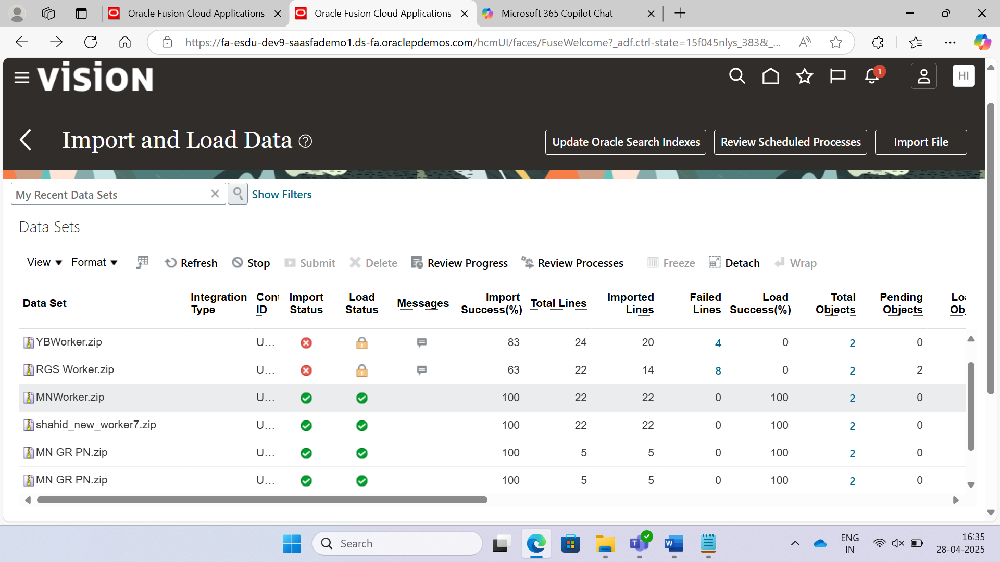 Oracle Fusion Cloud Applications
Oracle Fusion Cloud Applications
Microsoft 365 Copilot Chat
https://fa-esdu-dev9-saasfademo1.ds-fa.oraclepdemos.com/hcmUI/faces/FuseWelcome?_adf.ctrl-state=15f045nlys_383&_...
VISION
1
HI
Import and Load Data
Update Oracle Search Indexes Review Scheduled Processes Import File
My Recent Data Sets Show Filters
Data Sets
View Format Refresh Stop Submit Delete Review Progress Review Processes Freeze Detach Wrap
Data Set Integration Type Cont ID Import Status Load Status Messages Import Success(%) Total Lines Imported Lines Failed Lines Load Success(%) Total Objects Pending Objects Loa Obj
YBWorker.zip U... 83 24 20 4 0 2 0
RGS Worker.zip U... 63 22 14 8 0 2 2
MNWorker.zip U... 100 22 22 0 100 2 0
shahid_new_worker7.zip U... 100 22 22 0 100 2 0
MN GR PN.zip U... 100 5 5 0 100 2 0
MN GR PN.zip U... 100 5 5 0 100 2 0
Search
ENG
IN
16:35
28-04-2025